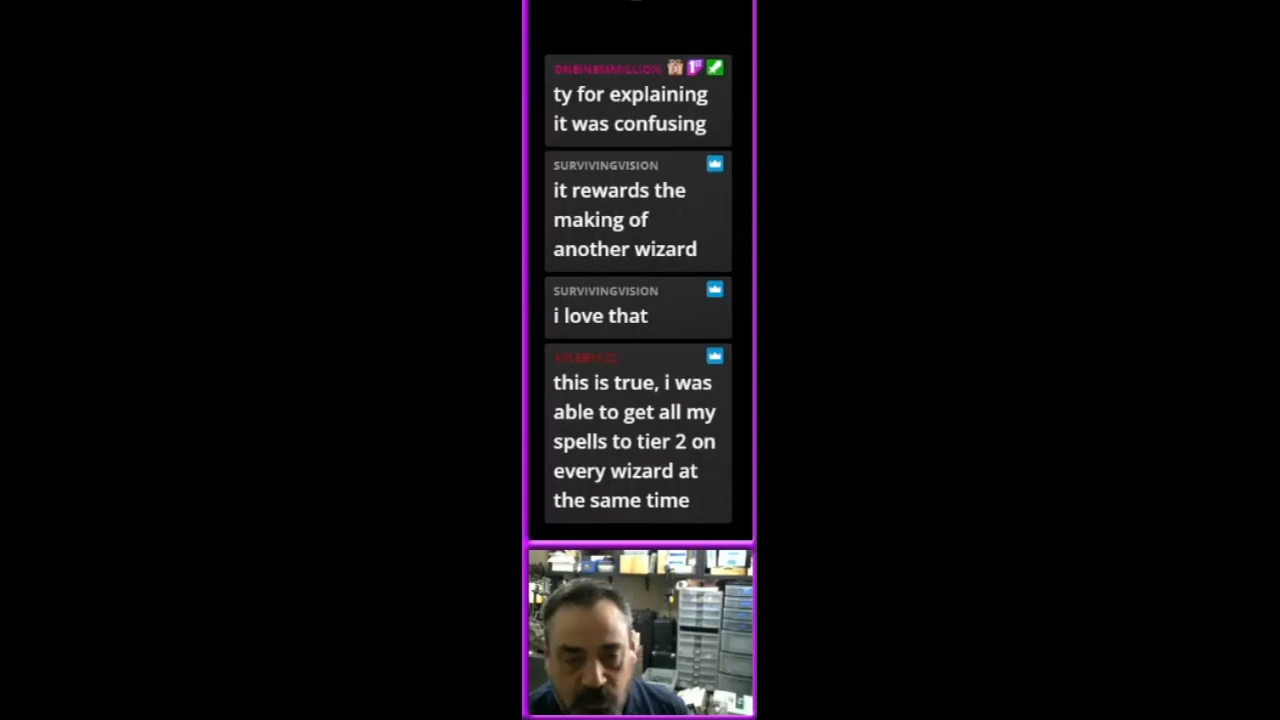 ty for explaining
it was confusing
SURVIVINGVISION
it rewards the
making of
another wizard
SURVIVINGVISION
i love that
this is true, i was
able to get all my
spells to tier 2 on
every wizard at
the same time